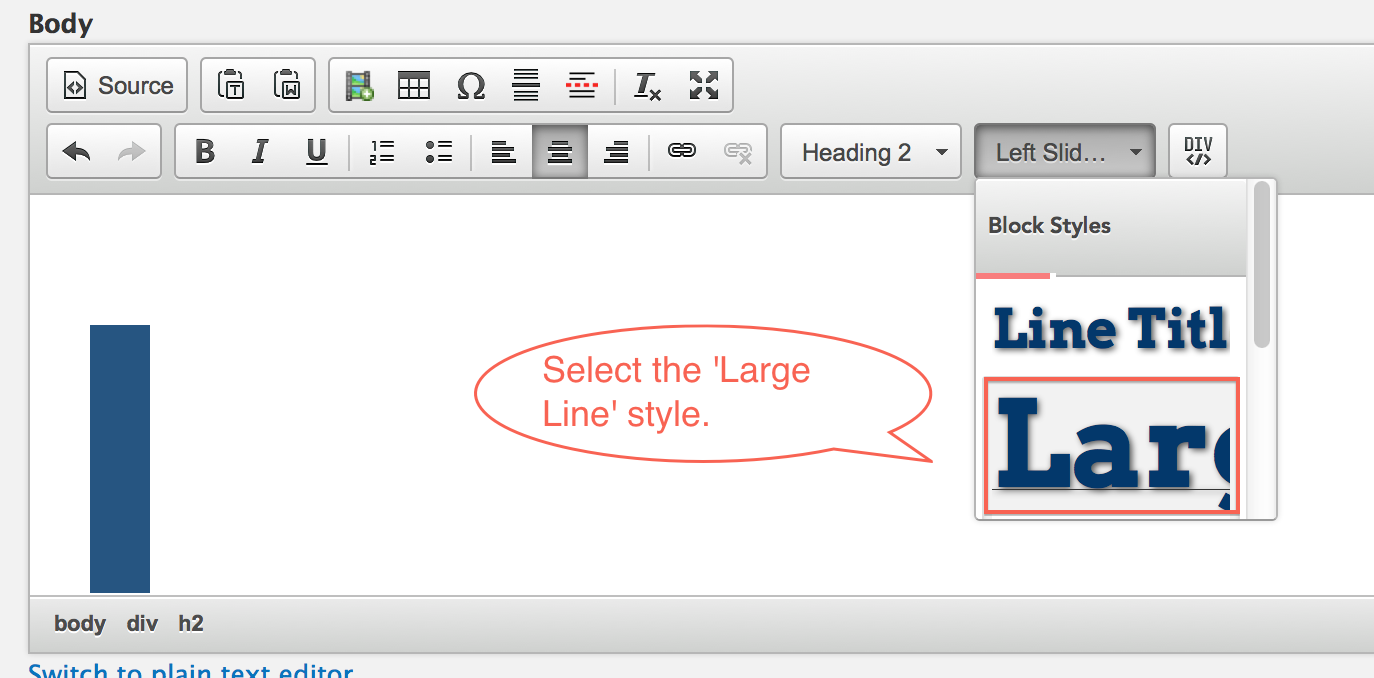 Body
Source
B I U Heading 2 Left Slid... DIV
Block Styles
Line Titl
Select the 'Large
Line' style.
Larg
body div h2
Switch to plain text editor